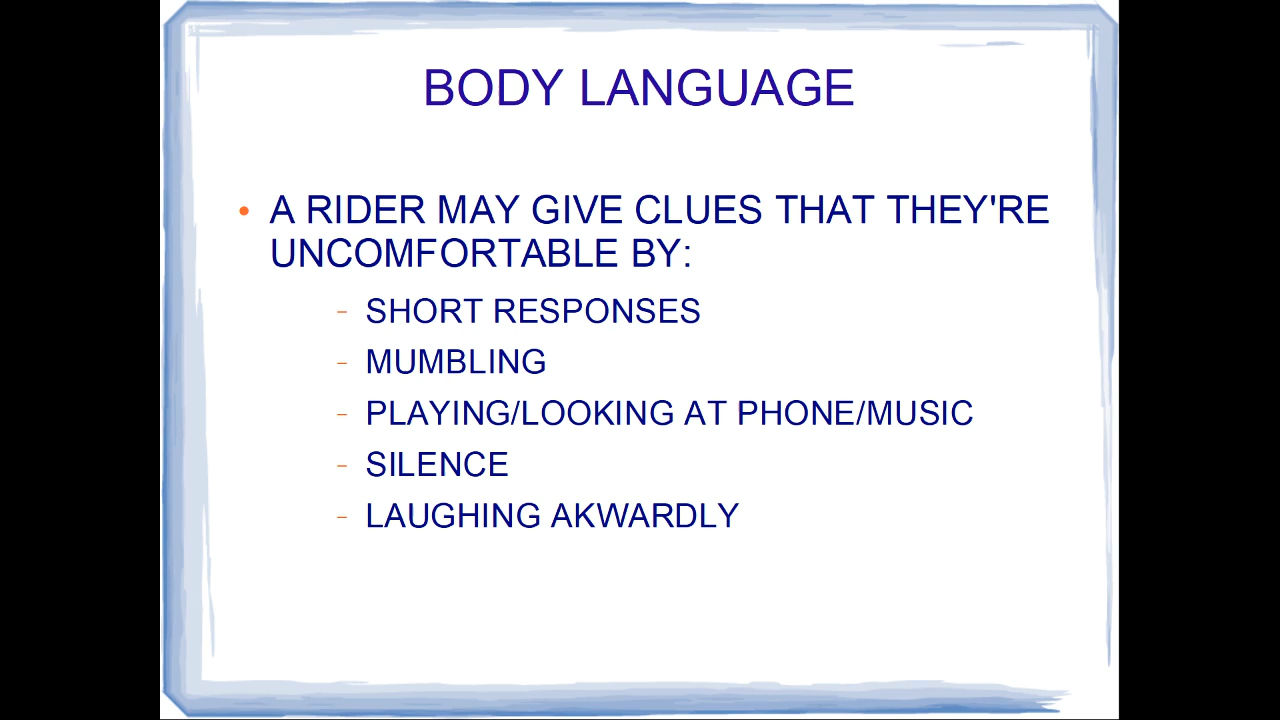 BODY LANGUAGE
• A RIDER MAY GIVE CLUES THAT THEY'RE
UNCOMFORTABLE BY:
– SHORT RESPONSES
– MUMBLING
– PLAYING/LOOKING AT PHONE/MUSIC
– SILENCE
– LAUGHING AKWARDLY